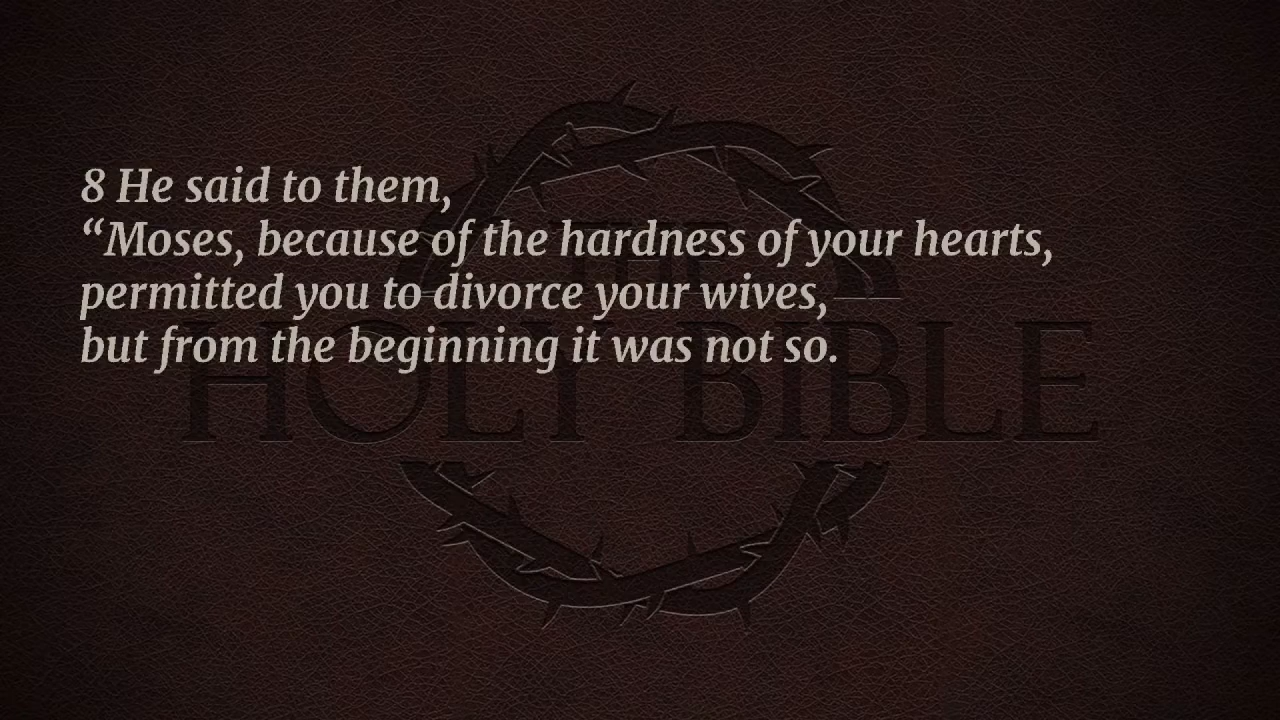 8 He said to them,
“Moses, because of the hardness of your hearts,
permitted you to divorce your wives,
but from the beginning it was not so.
THE
HOLY BIBLE